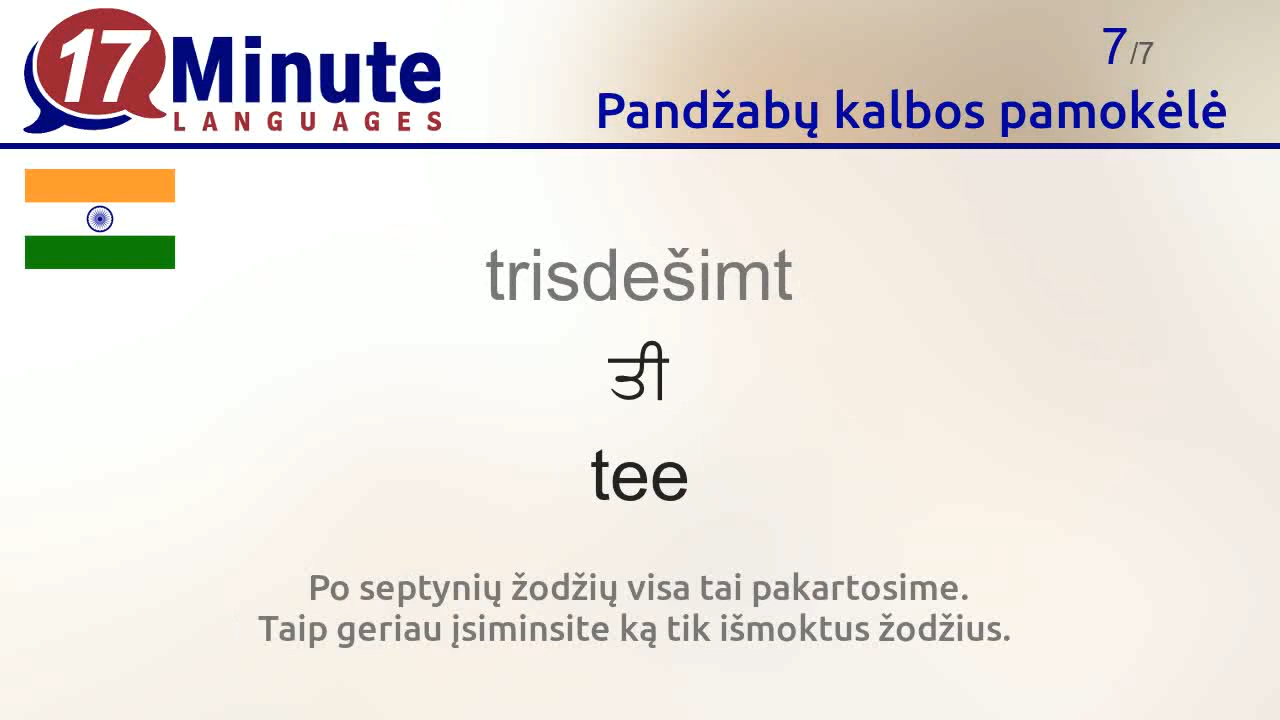 17 Minute
LANGUAGES
7/7
Pandžabų kalbos pamokėlė
trisdešimt
ਤੀ
tee
Po septynių žodžių visa tai pakartosime.
Taip geriau įsiminsite ką tik išmoktus žodžius.